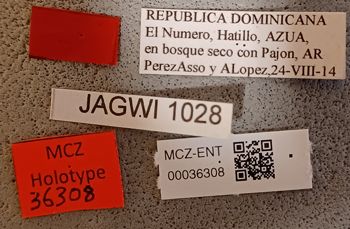 REPUBLICA DOMINICANA
El Numero, Hatillo, AZUA,
en bosque seco con Pajon, AR
PerezAsso y ALopez,24-VIII-14
JAGWI 1028
MCZ
Holotype
36308
MCZ-ENT
00036308